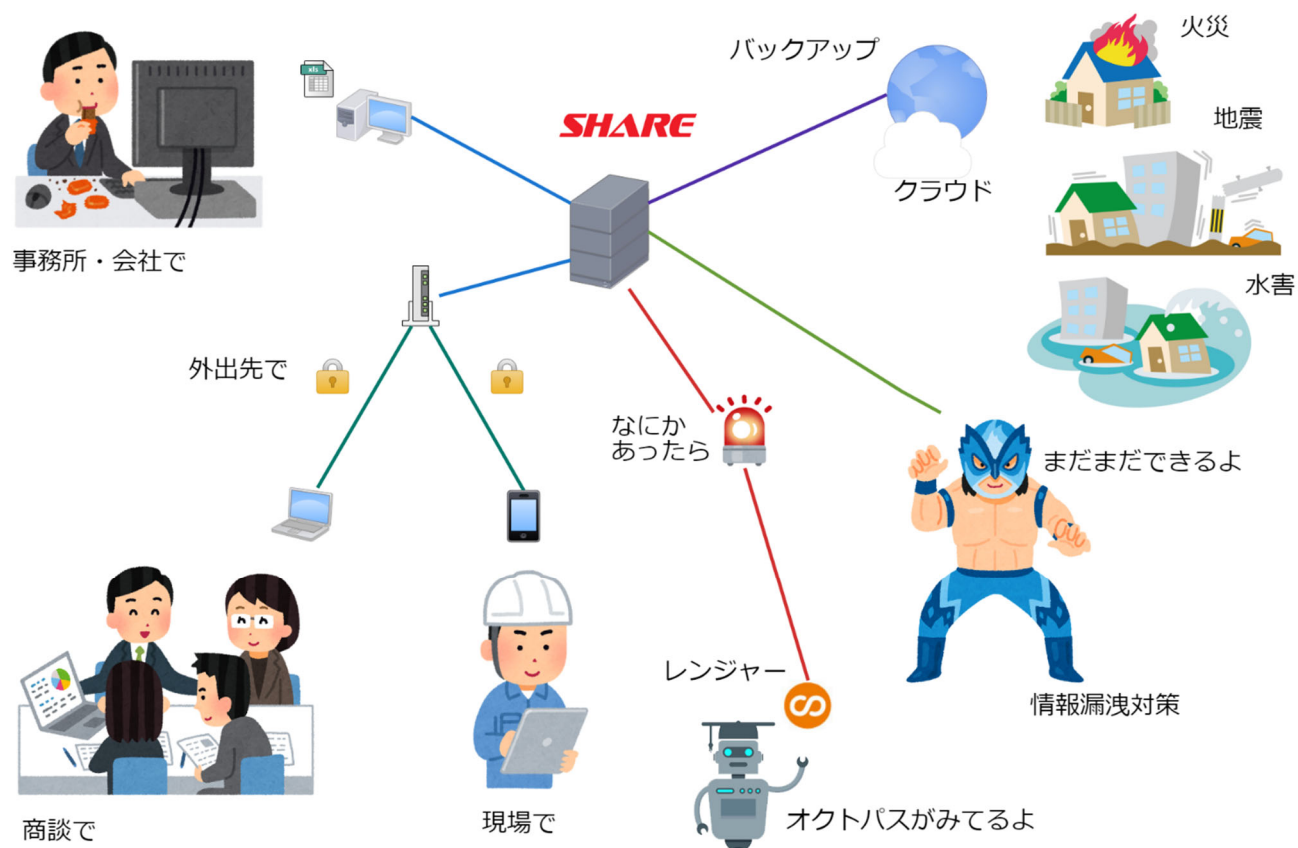 バックアップ
火災
xls
SHARE
地震
クラウド
事務所・会社で
水害
外出先で
なにか
あったら
まだまだできるよ
レンジャー
情報漏洩対策
商談で
現場で
オクトパスがみてるよ